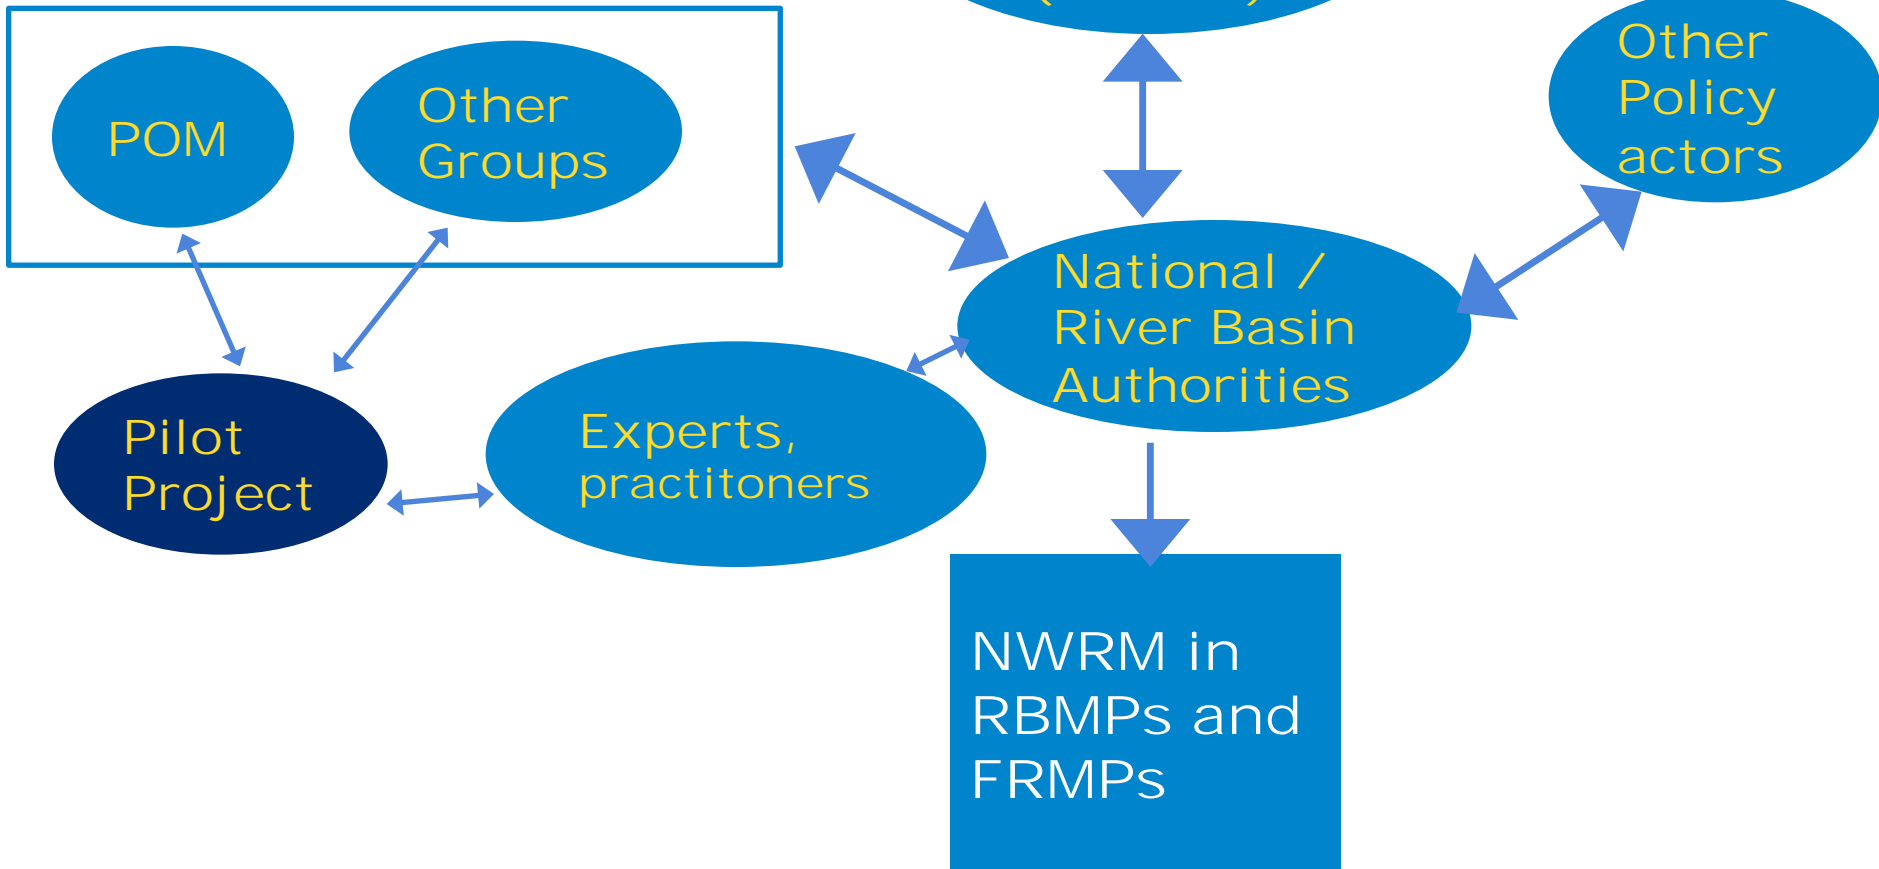 POM
Other
Groups
Other
Policy
actors
National /
River Basin
Authorities
Pilot
Project
Experts,
practitoners
NWRM in
RBMPs and
FRMPs